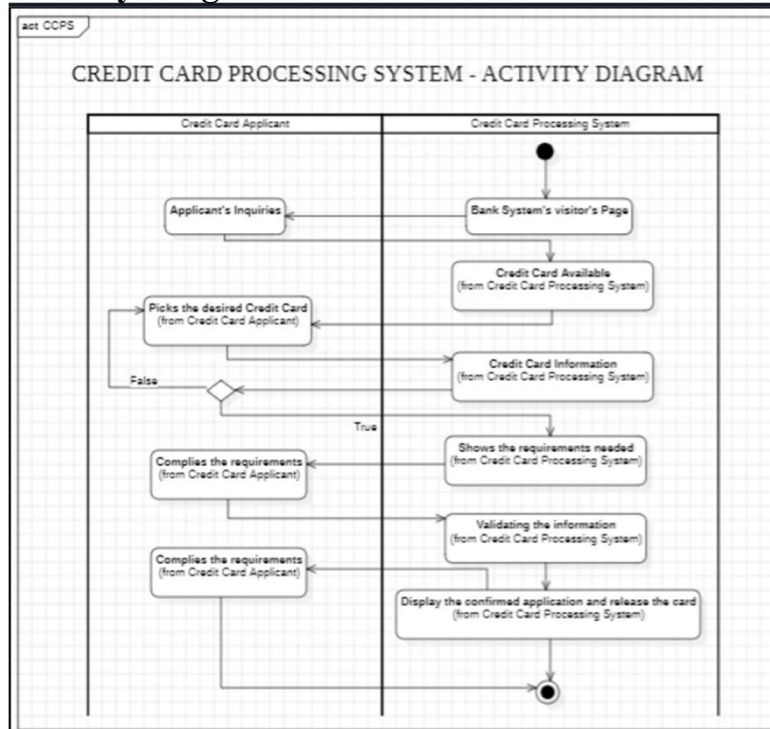 act CCPS
CREDIT CARD PROCESSING SYSTEM - ACTIVITY DIAGRAM
Credit Card Applicant
Credit Card Processing System
Applicant's Inquiries
Bank System's visitor's Page
Credit Card Available
(from Credit Card Processing System)
Picks the desired Credit Card
(from Credit Card Applicant)
Credit Card Information
(from Credit Card Processing System)
False
True
Shows the requirements needed
(from Credit Card Processing System)
Complies the requirements
(from Credit Card Applicant)
Validating the information
(from Credit Card Processing System)
Complies the requirements
(from Credit Card Applicant)
Display the confirmed application and release the card
(from Credit Card Processing System)